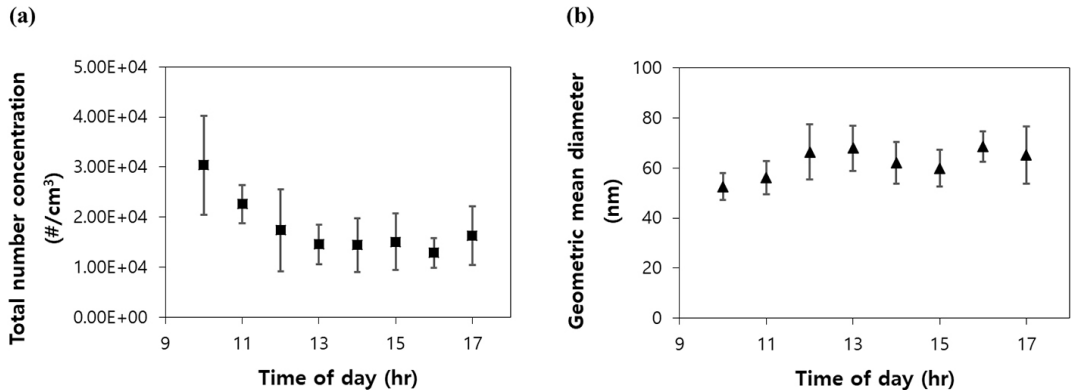 (a)
Total number concentration
(#/cm³)
5.00E+04
4.00E+04
3.00E+04
2.00E+04
1.00E+04
0.00E+00
9
11
13
15
17
Time of day (hr)
(b)
Geometric mean diameter
(nm)
100
80
60
40
20
0
9
11
13
15
17
Time of day (hr)